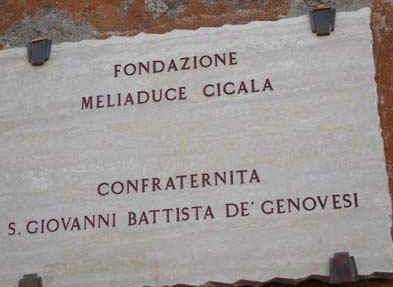 FONDAZIONE
MELIADUCE CICALA
CONFRATERNITA
S. GIOVANNI BATTISTA DE' GENOVESI